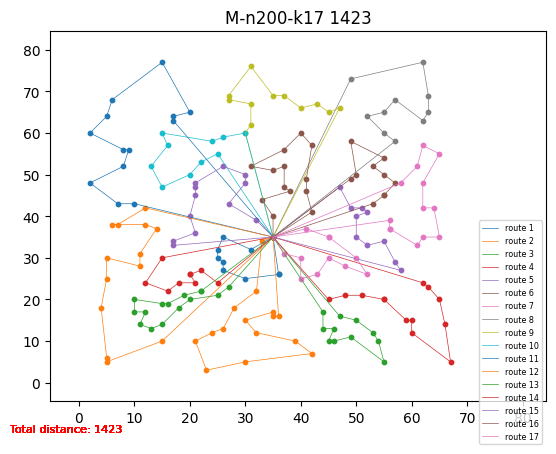 M-n200-k17 1423
80
70
60
50
40
30
20
10
0
0 10 20 30 40 50 60 70 80
route 1
route 2
route 3
route 4
route 5
route 6
route 7
route 8
route 9
route 10
route 11
route 12
route 13
route 14
route 15
route 16
route 17
Total distance: 1423